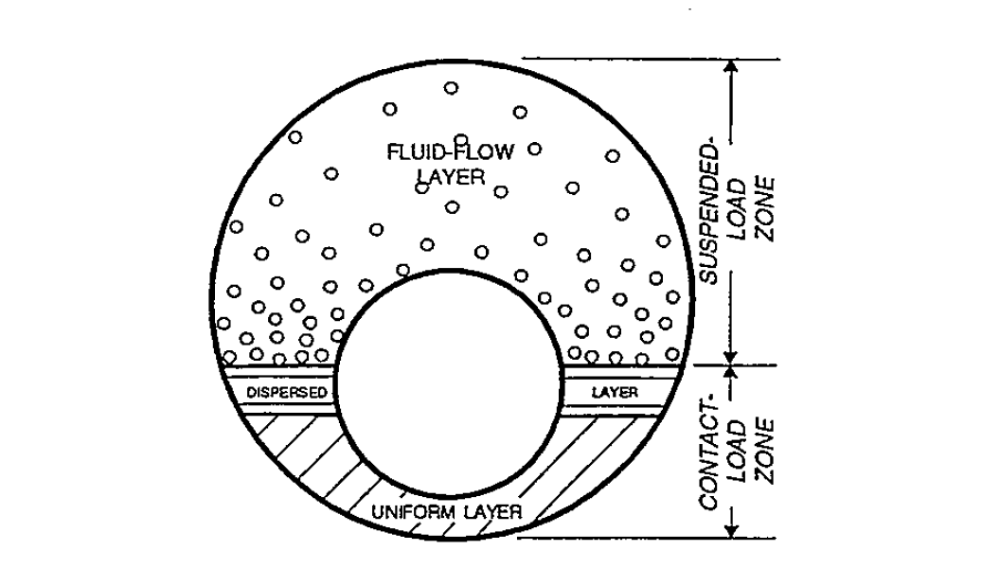 FLUID-FLOW
LAYER
SUSPENDED-
LOAD
ZONE
DISPERSED
LAYER
CONTACT-
LOAD
ZONE
UNIFORM LAYER